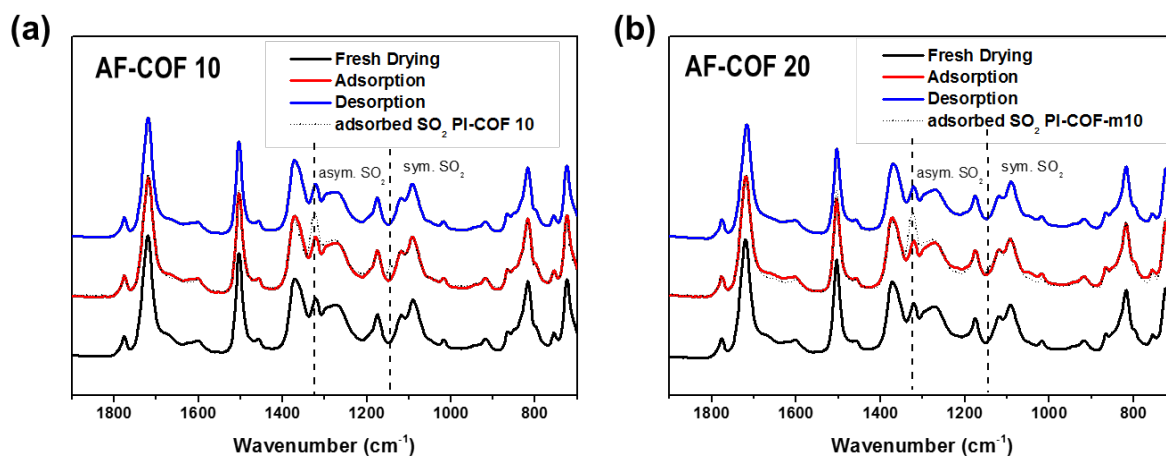 (a)
AF-COF 10
Fresh Drying
Adsorption
Desorption
adsorbed SO₂ PI-COF 10
asym. SO₂
sym. SO₂
1800 1600 1400 1200 1000 800
Wavenumber (cm⁻¹)
(b)
AF-COF 20
Fresh Drying
Adsorption
Desorption
adsorbed SO₂ PI-COF-m10
asym. SO₂
sym. SO₂
1800 1600 1400 1200 1000 800
Wavenumber (cm⁻¹)